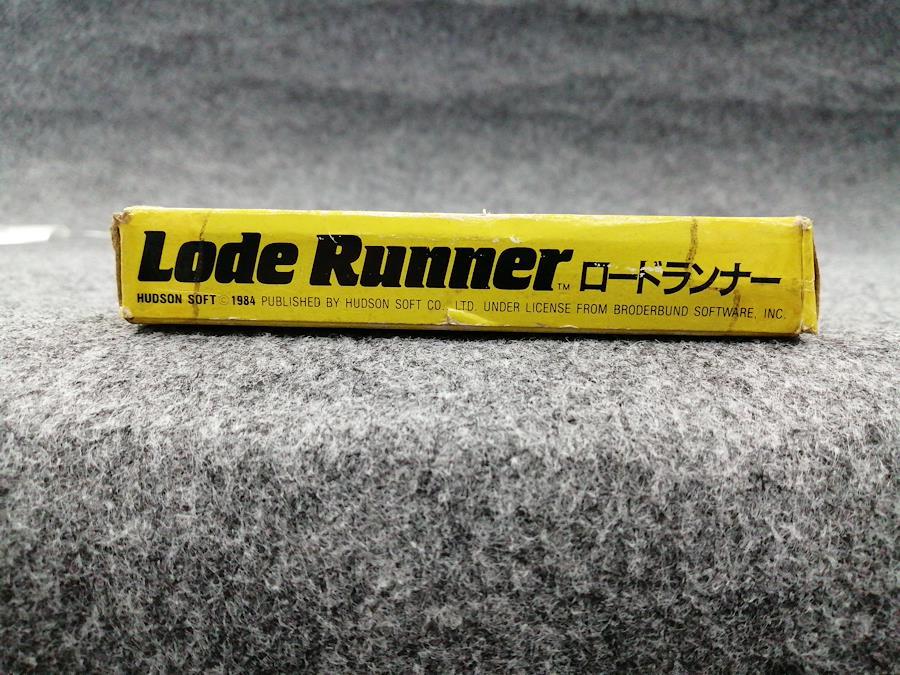 Lode Runner™ ロードランナー
HUDSON SOFT © 1984 PUBLISHED BY HUDSON SOFT CO., LTD. UNDER LICENSE FROM BRODERBUND SOFTWARE, INC.